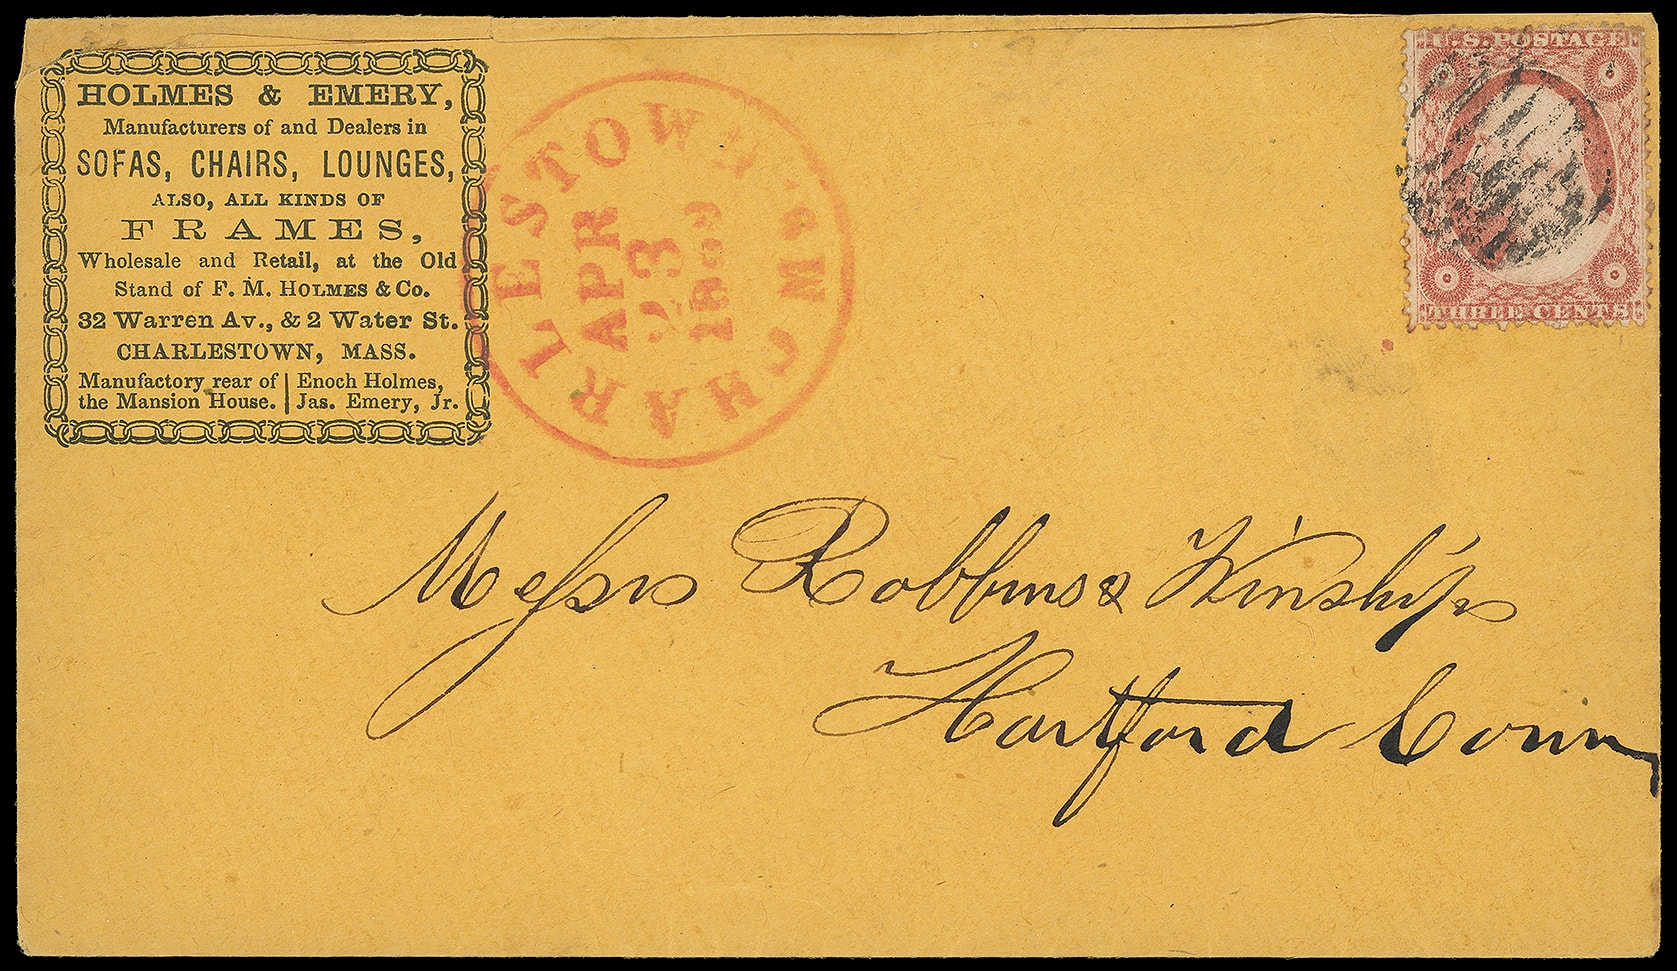 HOLMES & EMERY,
Manufacturers of and Dealers in
SOFAS, CHAIRS, LOUNGES,
ALSO, ALL KINDS OF
FRAMES,
Wholesale and Retail, at the Old
Stand of F. M. HOLMES & Co.
32 Warren Av., & 2 Water St.
CHARLESTOWN, MASS.
Manufactory rear of | Enoch Holmes,
the Mansion House. | Jas. Emery, Jr.
CHARLESTOWN. MS.
APR
23
U.S. POSTAGE
THREE CENTS
Messrs Robbins & Winships
Hartford Conn